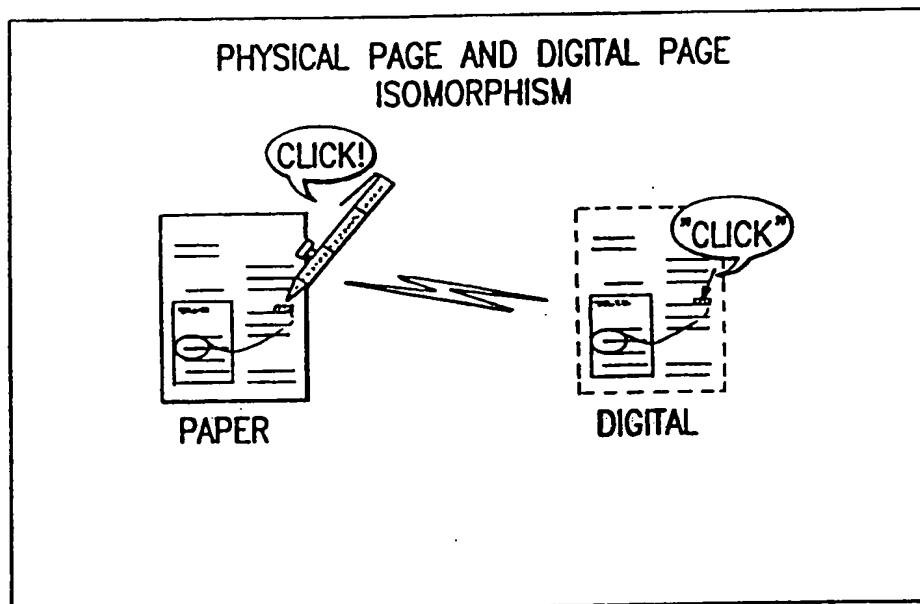 PHYSICAL PAGE AND DIGITAL PAGE
ISOMORPHISM
CLICK!
"CLICK"
PAPER
DIGITAL